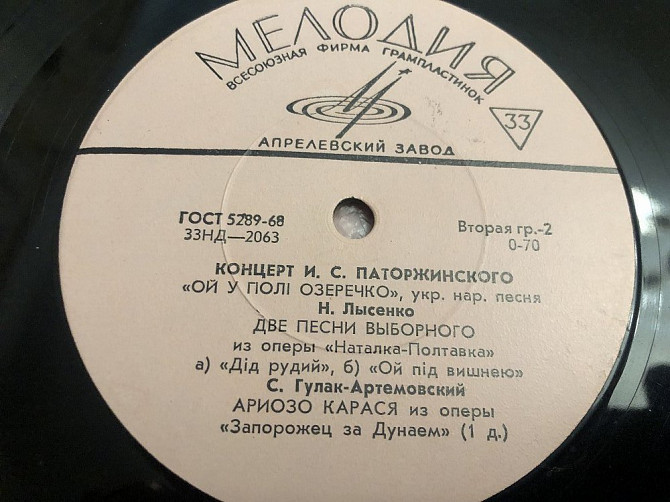 МЕЛОДИЯ
ВСЕСОЮЗНАЯ ФИРМА ГРАМПЛАСТИНОК
33
АПРЕЛЕВСКИЙ ЗАВОД
ГОСТ 5289-68
33НД—2063
Вторая гр.-2
0-70
КОНЦЕРТ И. С. ПАТОРЖИНСКОГО
«ОЙ У ПОЛІ ОЗЕРЕЧКО», укр. нар. песня
Н. Лысенко
ДВЕ ПЕСНИ ВЫБОРНОГО
из оперы «Наталка-Полтавка»
а) «Дід рудий», б) «Ой під вишнею»
С. Гулак-Артемовский
АРИОЗО КАРАСЯ из оперы
«Запорожец за Дунаем» (1 д.)